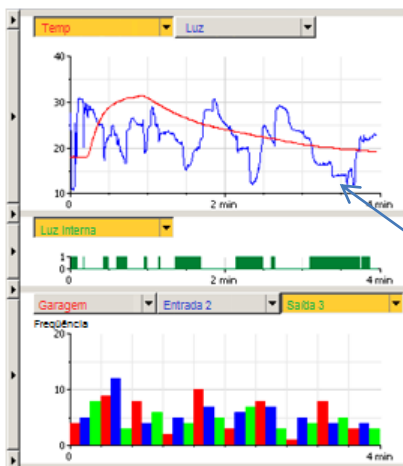 Temp Luz
40
30
20
10
0 2 min 4 min
Luz Interna
1
0
0 2 min 4 min
Garagem Entrada 2 Saída 3
Freqüência
20
10
0
0 2 min 4 min